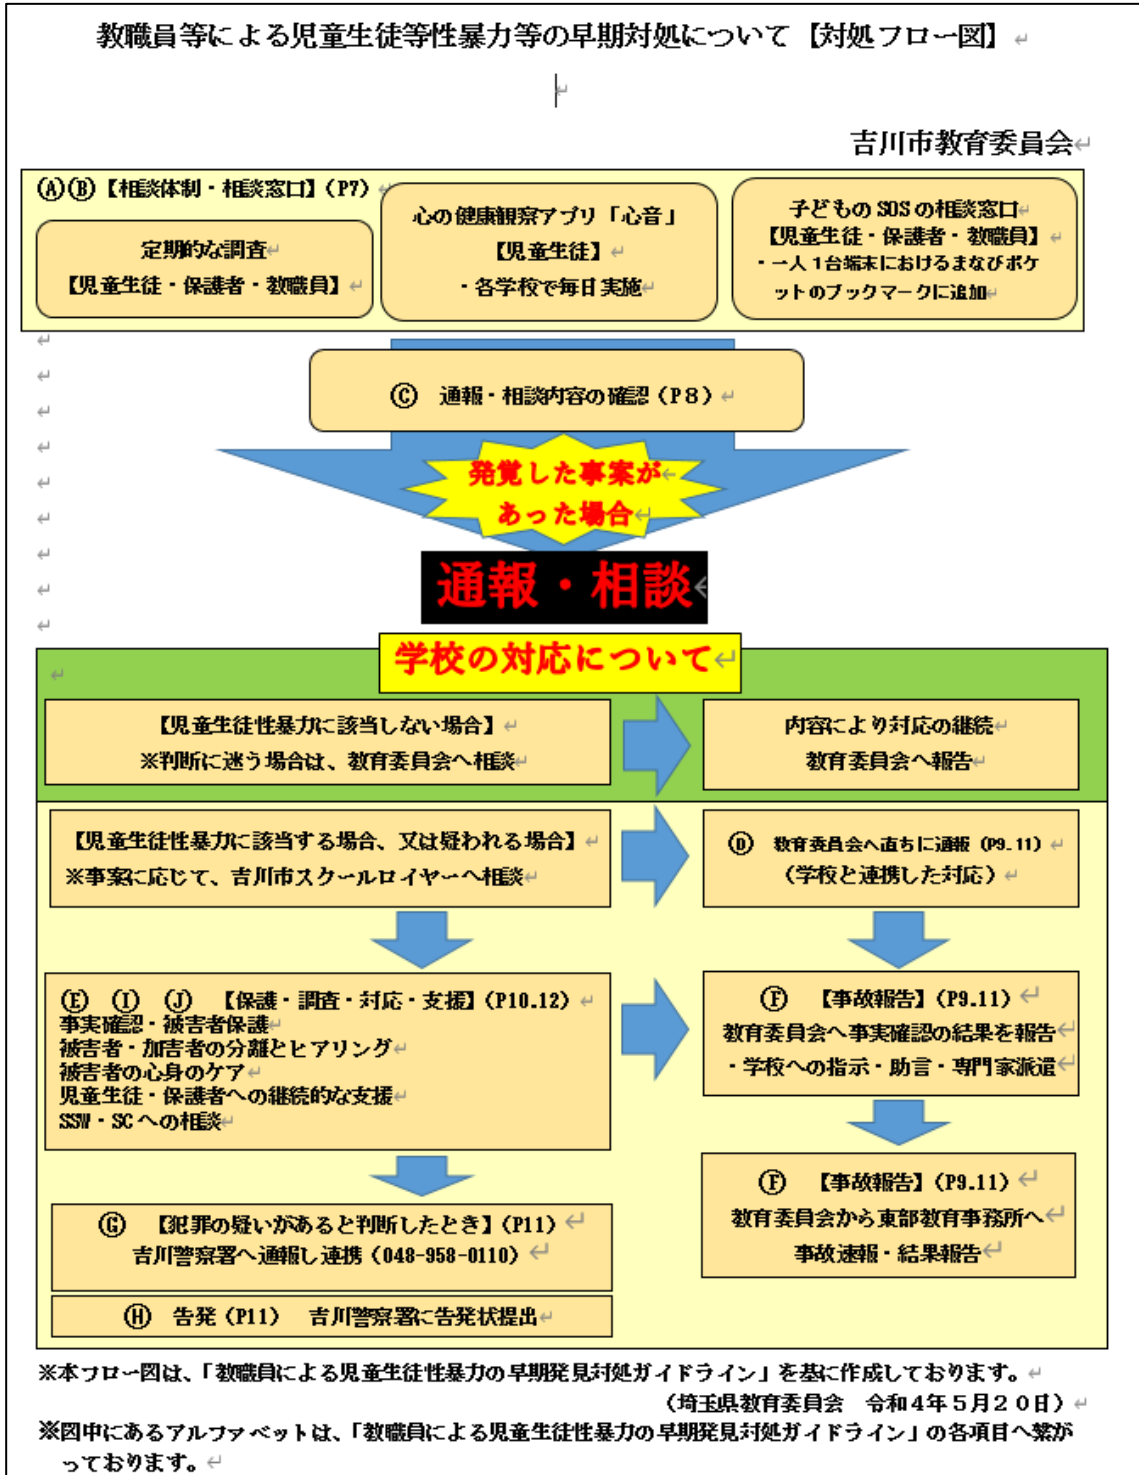 教職員等による児童生徒等性暴力等の早期対処について【対処フロー図】
吉川市教育委員会
Ⓐ Ⓑ【相談体制・相談窓口】(P7)
定期的な調査
【児童生徒・保護者・教職員】
心の健康観察アプリ「心音」
【児童生徒】
・各学校で毎日実施
子どものSOSの相談窓口
【児童生徒・保護者・教職員】
・一人1台端末におけるまなびポケ
ットのブックマークに追加
Ⓒ 通報・相談内容の確認(P8)
発覚した事案が
あった場合
通報・相談
学校の対応について
【児童生徒性暴力に該当しない場合】
※判断に迷う場合は、教育委員会へ相談
内容により対応の継続
教育委員会へ報告
【児童生徒性暴力に該当する場合、又は疑われる場合】
※事案に応じて、吉川市スクールロイヤーへ相談
Ⓓ 教育委員会へ直ちに通報(P9.11)
(学校と連携した対応)
Ⓔ Ⓘ Ⓙ 【保護・調査・対応・支援】(P10.12)
事実確認・被害者保護
被害者・加害者の分離とヒアリング
被害者の心身のケア
児童生徒・保護者への継続的な支援
SSW・SCへの相談
Ⓕ 【事故報告】(P9.11)
教育委員会へ事実確認の結果を報告
・学校への指示・助言・専門家派遣
Ⓖ 【犯罪の疑いがあると判断したとき】(P11)
吉川警察署へ通報し連携(048-958-0110)
Ⓕ 【事故報告】(P9.11)
教育委員会から東部教育事務所へ
事故速報・結果報告
Ⓗ 告発(P11) 吉川警察署に告発状提出
※本フロー図は、「教職員による児童生徒性暴力の早期発見対処ガイドライン」を基に作成しております。
(埼玉県教育委員会 令和4年5月20日)
※図中にあるアルファベットは、「教職員による児童生徒性暴力の早期発見対処ガイドライン」の各項目へ繋が
っております。